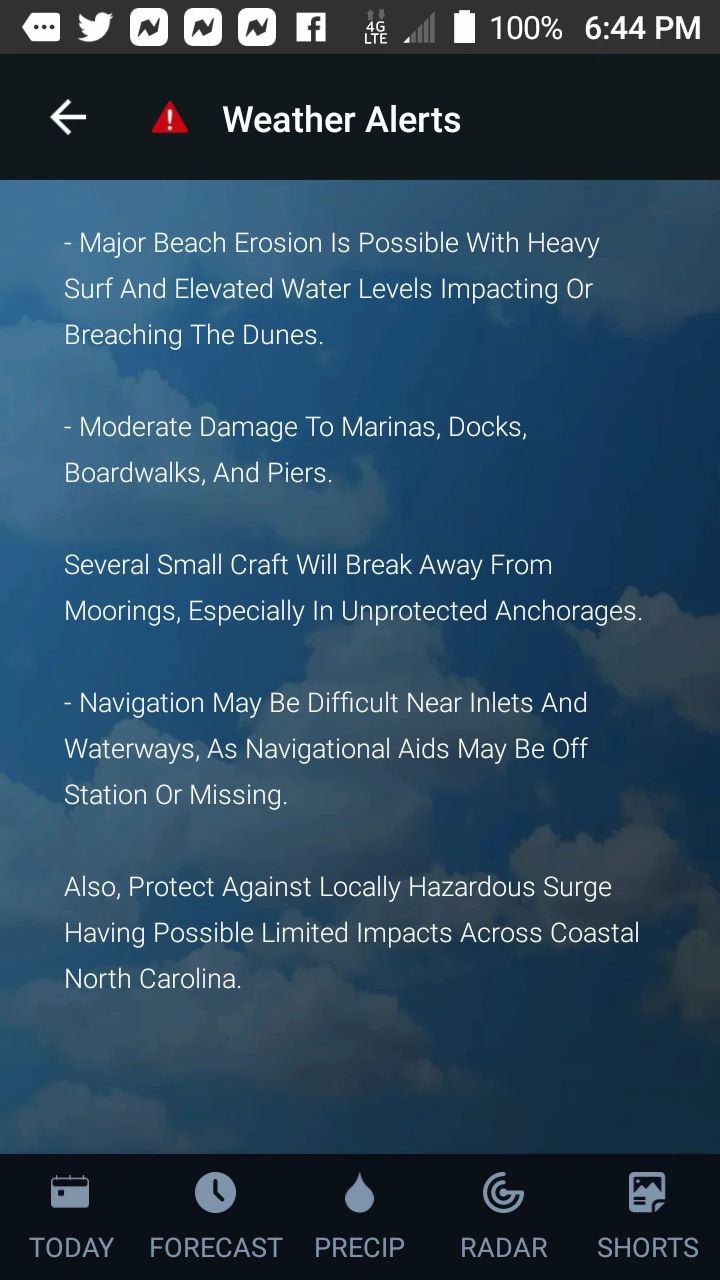 4G
LTE
100%
6:44 PM
Weather Alerts
- Major Beach Erosion Is Possible With Heavy
Surf And Elevated Water Levels Impacting Or
Breaching The Dunes.
- Moderate Damage To Marinas, Docks,
Boardwalks, And Piers.
Several Small Craft Will Break Away From
Moorings, Especially In Unprotected Anchorages.
- Navigation May Be Difficult Near Inlets And
Waterways, As Navigational Aids May Be Off
Station Or Missing.
Also, Protect Against Locally Hazardous Surge
Having Possible Limited Impacts Across Coastal
North Carolina.
TODAY
FORECAST
PRECIP
RADAR
SHORTS